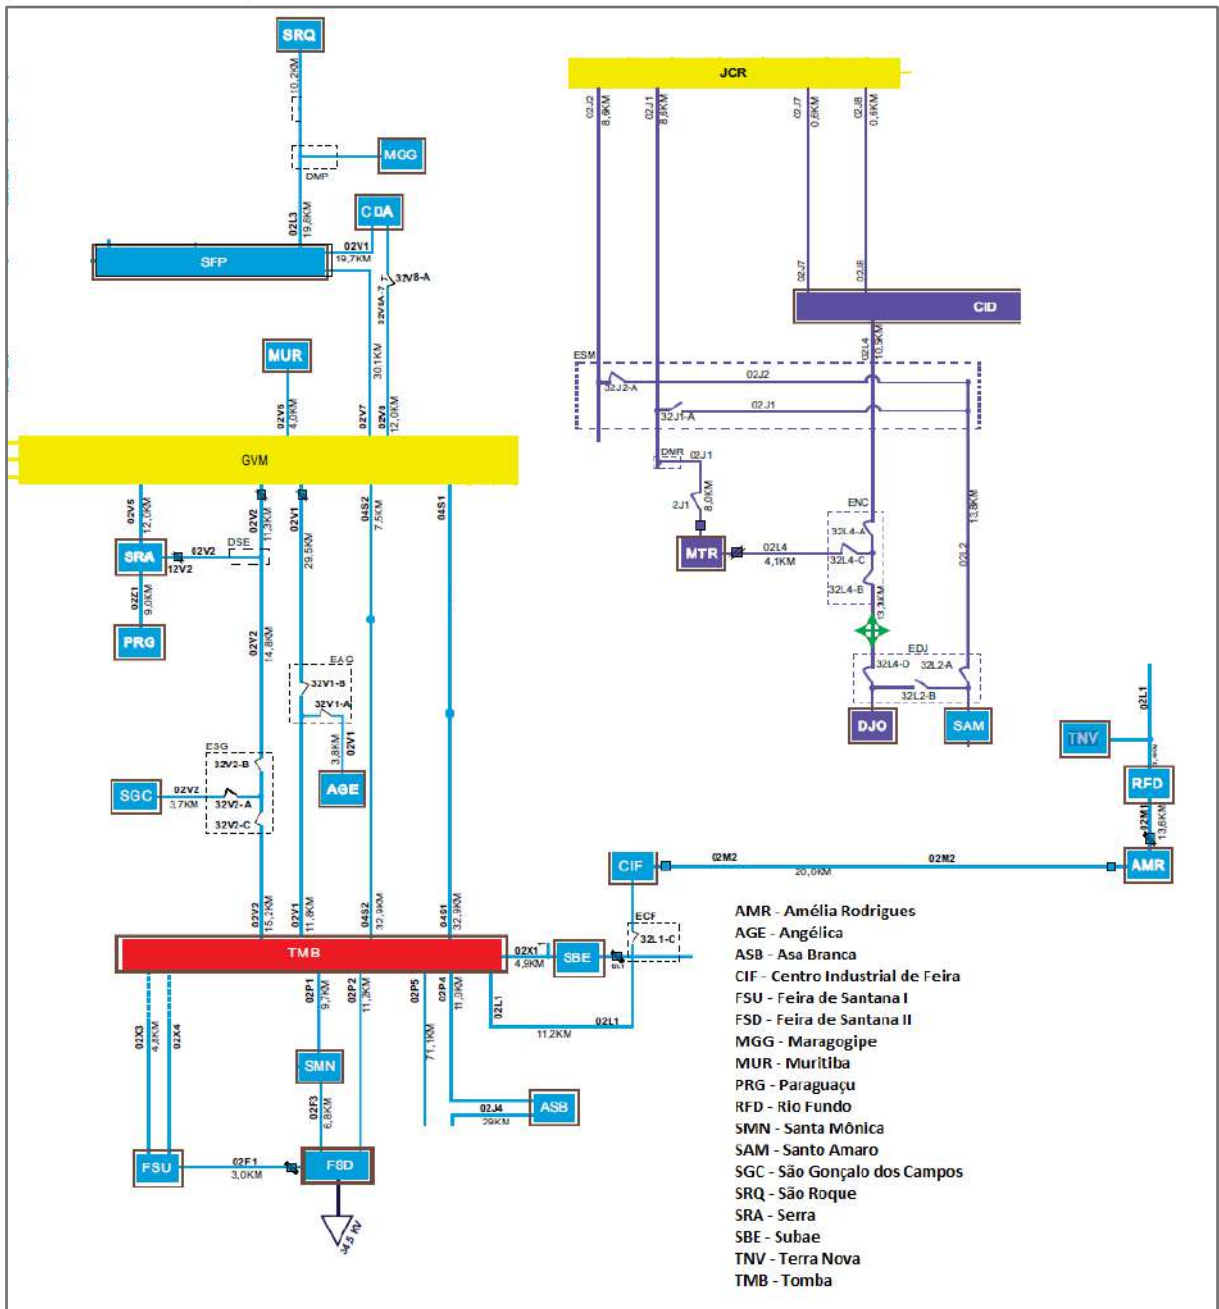 SRQ
10,2KM
MGG
DMP
02L3
19,8KM
CDA
02V1
19,7KM
SFP
32V8-A
32V8A-7
30,1KM
MUR
02V6
4,0KM
02V7
02V8
12,0KM
GVM
02V5
12,0KM
02V2
11,3KM
02V1
29,5KM
04S2
7,5KM
04S1
DSE
SRA
02V2
12V2
02Z1
9,0KM
PRG
02V2
14,8KM
EAO
32V1-B
32V1-A
02V1
3,8KM
AGE
ESG
32V2-B
SGC
02V2
3,7KM
32V2-A
32V2-C
02V2
15,2KM
02V1
11,8KM
04S2
32,9KM
04S1
32,9KM
TMB
02X1
4,9KM
SBE
ECF
32L1-C
CIF
02M2
02M2
20,0KM
AMR
02M1
13,6KM
RFD
TNV
02L1
02X3
4,8KM
02X4
02P1
9,7KM
02P2
11,2KM
02P5
71,1KM
02P4
11,0KM
02L1
02L1
11,2KM
SMN
02F3
6,8KM
02J4
29KM
ASB
FSU
02F1
3,0KM
FSD
34,5 KV
JCR
02J2
8,6KM
02J1
8,6KM
02J7
0,6KM
02J8
0,6KM
02J7
02J8
CID
02L4
10,5KM
ESM
02J2
32J2-A
02J1
32J1-A
DMR
02J1
2J1
8,0KM
MTR
02L4
4,1KM
ENC
32L4-A
32L4-C
32L4-B
13,3KM
13,8KM
02L2
EDJ
32L4-D
32L2-A
32L2-B
DJO
SAM
AMR - Amélia Rodrigues
AGE - Angélica
ASB - Asa Branca
CIF - Centro Industrial de Feira
FSU - Feira de Santana I
FSD - Feira de Santana II
MGG - Maragogipe
MUR - Muritiba
PRG - Paraguaçu
RFD - Rio Fundo
SMN - Santa Mônica
SAM - Santo Amaro
SGC - São Gonçalo dos Campos
SRQ - São Roque
SRA - Serra
SBE - Subae
TNV - Terra Nova
TMB - Tomba